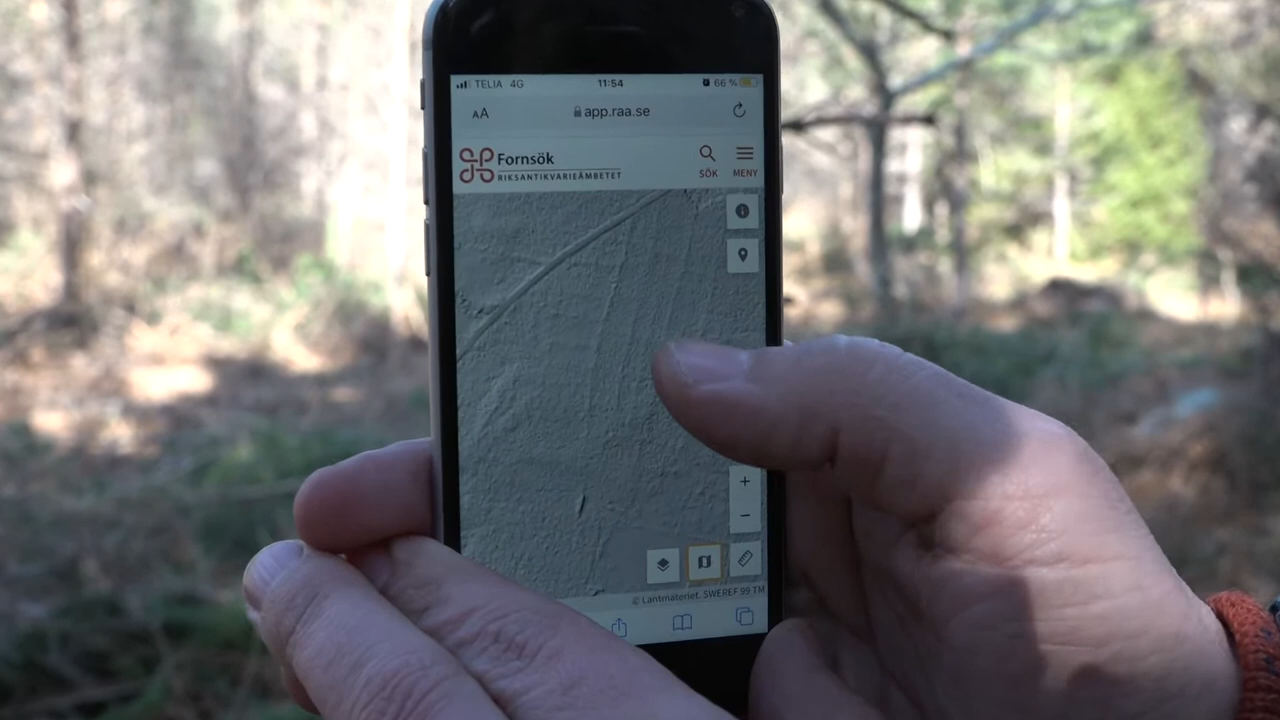 TELIA 4G 11:54 66 %
AA app.raa.se
Fornsök
RIKSANTIKVARIEÄMBETET
SÖK MENY
+
−
© Lantmäteriet. SWEREF 99 TM